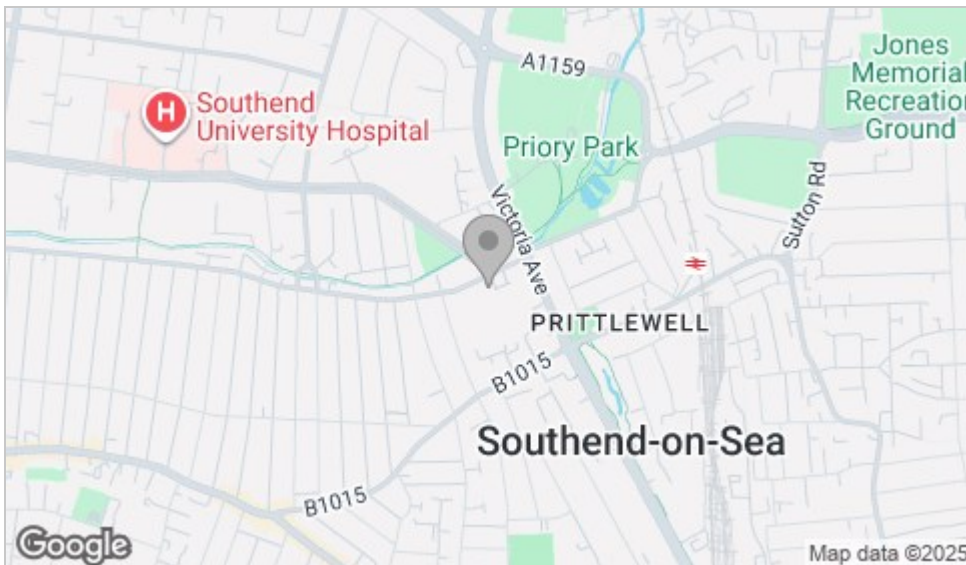 A1159
Jones
Memorial
Recreation
Ground
H
Southend
University Hospital
Priory Park
Sutton Rd
Victoria Ave
PRITTLEWELL
B1015
Southend-on-Sea
B1015
Google
Map data ©2025